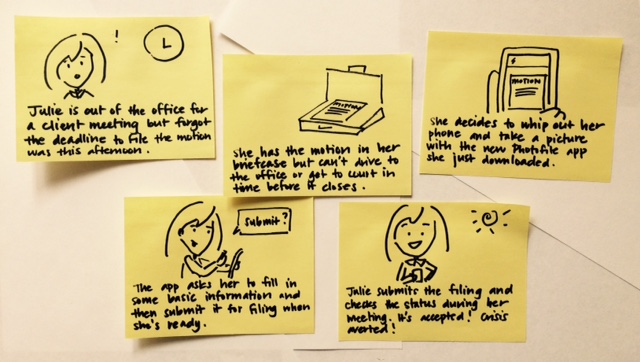 !
Julie is out of the office for
a client meeting but forgot
the deadline to file the motion
was this afternoon.
MOTION
She has the motion in her
briefcase but can't drive to
the office or get to court in
time before it closes.
MOTION
She decides to whip out her
phone and take a picture
with the new Photofile app
she just downloaded.
Submit?
The app asks her to fill in
some basic information and
then submit it for filing when
she's ready.
Julie submits the filing and
checks the status during her
meeting. It's accepted! Crisis
averted!